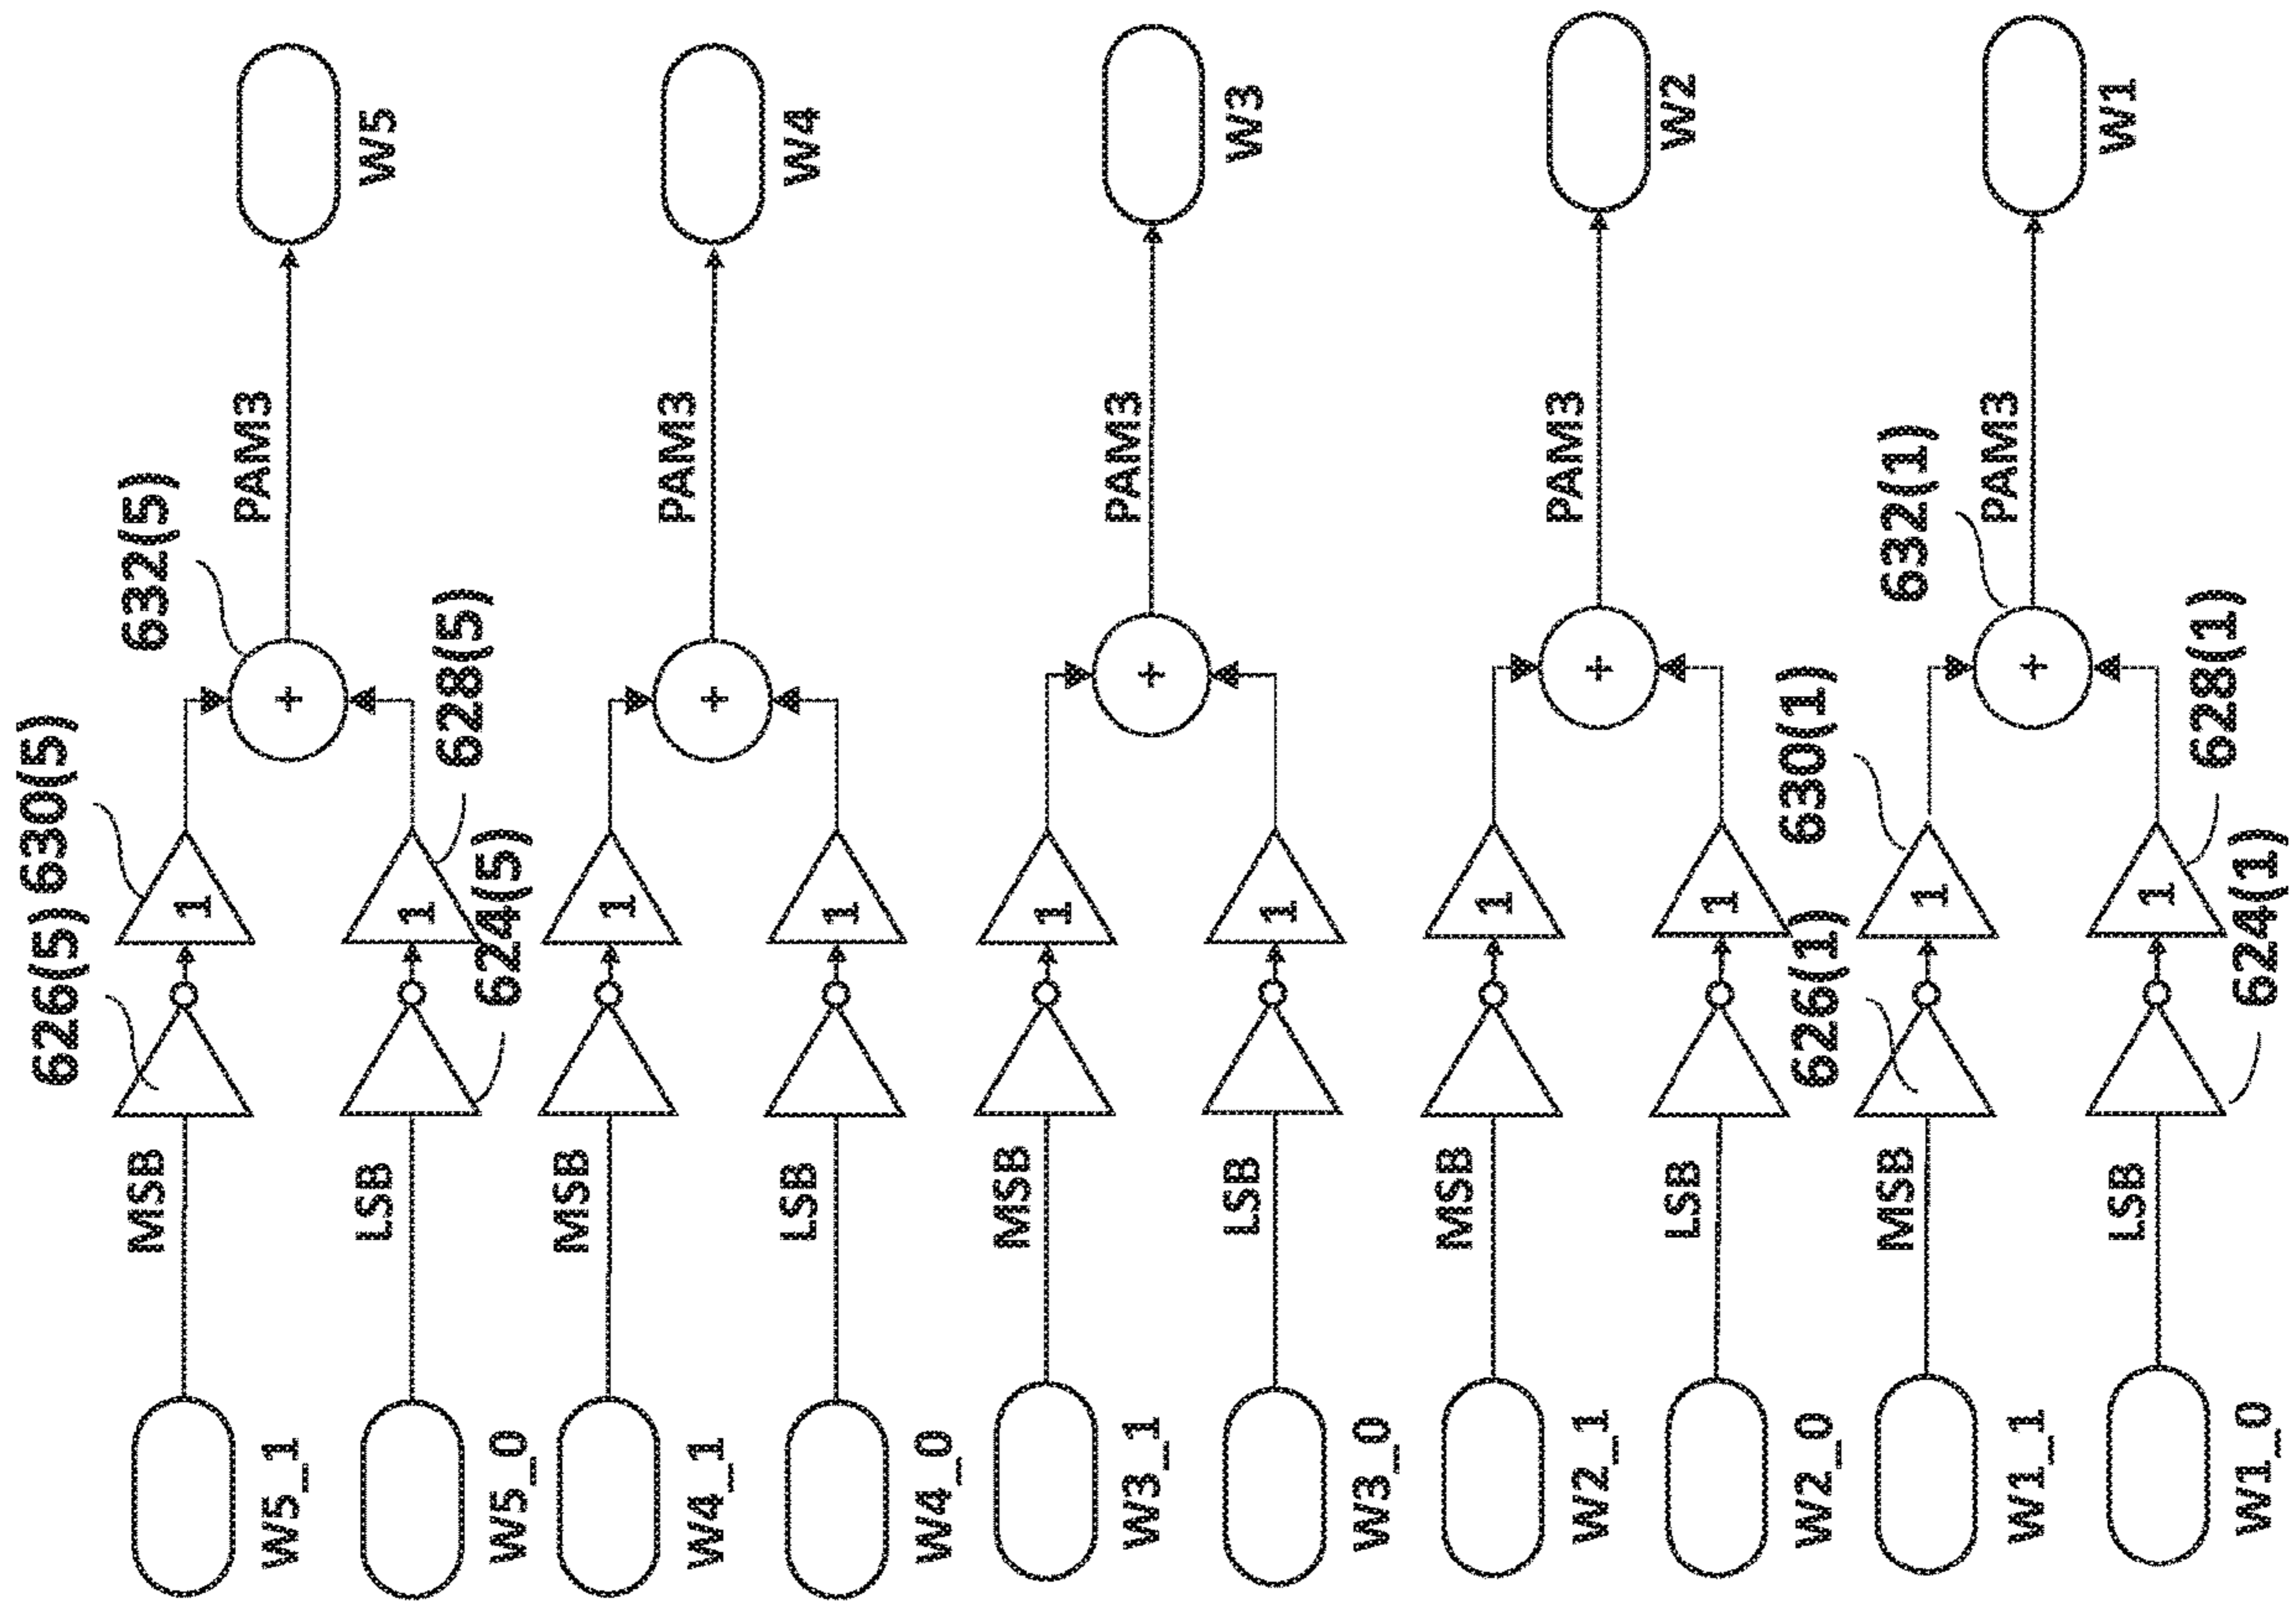 W5_1
MSB
626(5)
630(5)
1
632(5)
+
PAM3
W5
W5_0
LSB
624(5)
1
628(5)
W4_1
MSB
1
+
PAM3
W4
W4_0
LSB
1
W3_1
MSB
1
+
PAM3
W3
W3_0
LSB
1
W2_1
MSB
1
+
PAM3
W2
W2_0
LSB
1
W1_1
MSB
626(1)
630(1)
1
632(1)
+
PAM3
W1
W1_0
LSB
624(1)
1
628(1)